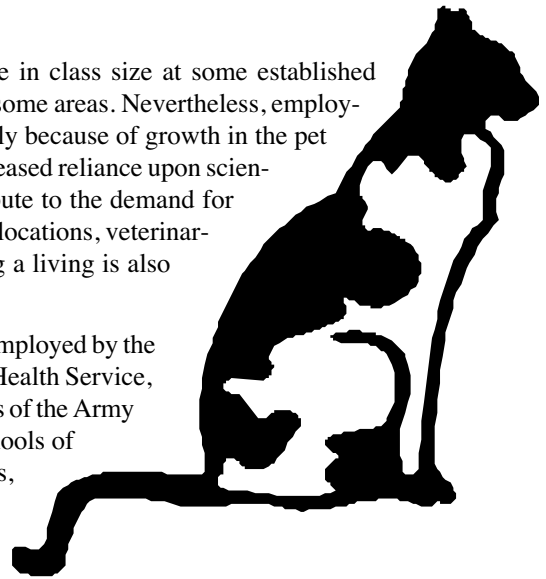 e in class size at some established
some areas. Nevertheless, employ-
ly because of growth in the pet
eased reliance upon scien-
bute to the demand for
locations, veterinar-
g a living is also
mployed by the
Health Service,
s of the Army
ools of
s,